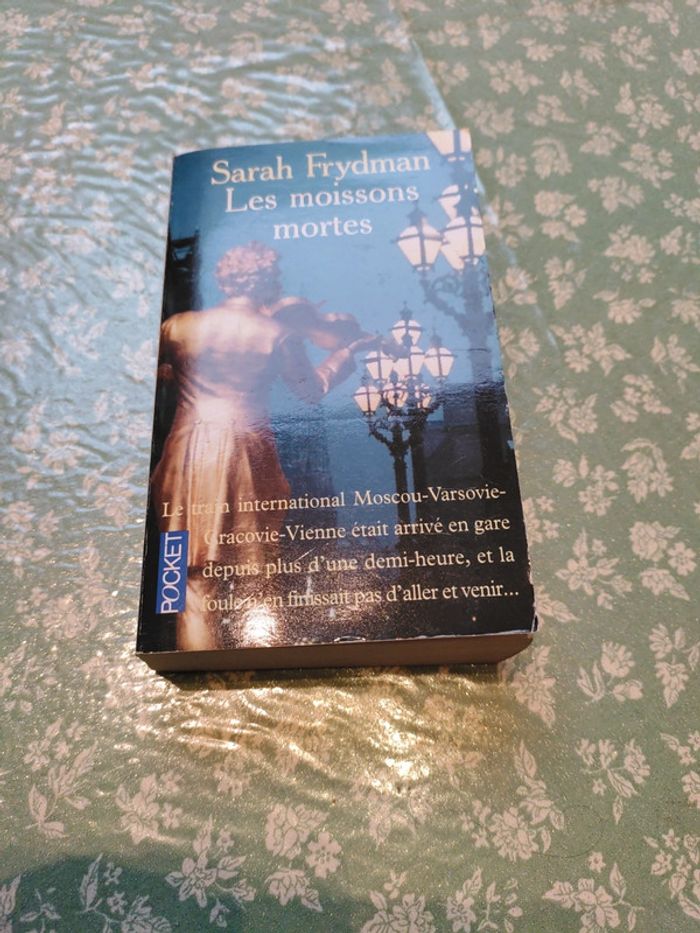 Sarah Frydman
Les moissons
mortes
Le train international Moscou-Varsovie-
Cracovie-Vienne était arrivé en gare
depuis plus d'une demi-heure, et la
foule n'en finissait pas d'aller et venir...
POCKET